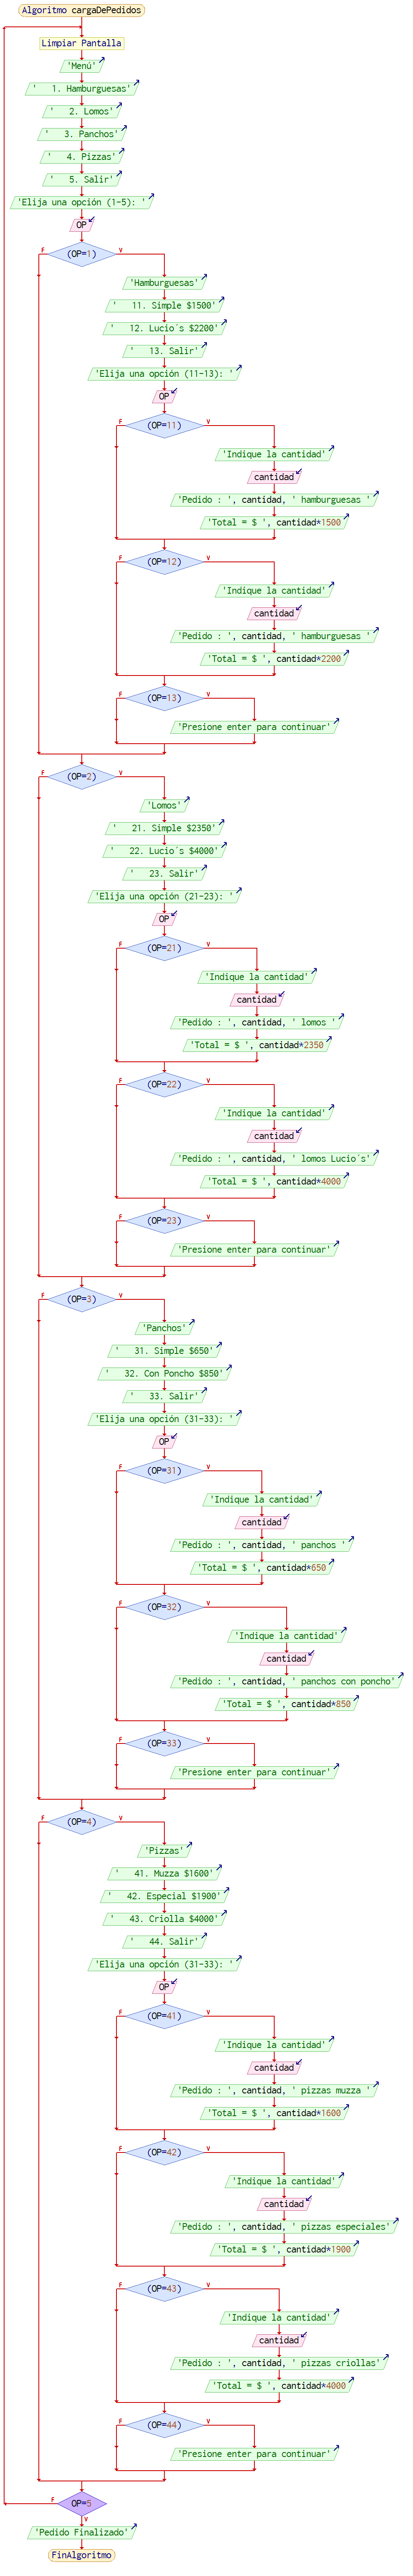 Algoritmo cargaDePedidos
Limpiar Pantalla
'Menú'
'   1. Hamburguesas'
'   2. Lomos'
'   3. Panchos'
'   4. Pizzas'
'   5. Salir'
'Elija una opción (1-5): '
OP
F (OP=1) V
'Hamburguesas'
'   11. Simple $1500'
'   12. Lucio´s $2200'
'   13. Salir'
'Elija una opción (11-13): '
OP
F (OP=11) V
'Indique la cantidad'
cantidad
'Pedido : ', cantidad, ' hamburguesas '
'Total = $ ', cantidad*1500
F (OP=12) V
'Indique la cantidad'
cantidad
'Pedido : ', cantidad, ' hamburguesas '
'Total = $ ', cantidad*2200
F (OP=13) V
'Presione enter para continuar'
F (OP=2) V
'Lomos'
'   21. Simple $2350'
'   22. Lucio´s $4000'
'   23. Salir'
'Elija una opción (21-23): '
OP
F (OP=21) V
'Indique la cantidad'
cantidad
'Pedido : ', cantidad, ' lomos '
'Total = $ ', cantidad*2350
F (OP=22) V
'Indique la cantidad'
cantidad
'Pedido : ', cantidad, ' lomos Lucio´s'
'Total = $ ', cantidad*4000
F (OP=23) V
'Presione enter para continuar'
F (OP=3) V
'Panchos'
'   31. Simple $650'
'   32. Con Poncho $850'
'   33. Salir'
'Elija una opción (31-33): '
OP
F (OP=31) V
'Indique la cantidad'
cantidad
'Pedido : ', cantidad, ' panchos '
'Total = $ ', cantidad*650
F (OP=32) V
'Indique la cantidad'
cantidad
'Pedido : ', cantidad, ' panchos con poncho'
'Total = $ ', cantidad*850
F (OP=33) V
'Presione enter para continuar'
F (OP=4) V
'Pizzas'
'   41. Muzza $1600'
'   42. Especial $1900'
'   43. Criolla $4000'
'   44. Salir'
'Elija una opción (31-33): '
OP
F (OP=41) V
'Indique la cantidad'
cantidad
'Pedido : ', cantidad, ' pizzas muzza '
'Total = $ ', cantidad*1600
F (OP=42) V
'Indique la cantidad'
cantidad
'Pedido : ', cantidad, ' pizzas especiales'
'Total = $ ', cantidad*1900
F (OP=43) V
'Indique la cantidad'
cantidad
'Pedido : ', cantidad, ' pizzas criollas'
'Total = $ ', cantidad*4000
F (OP=44) V
'Presione enter para continuar'
F OP=5
V
'Pedido Finalizado'
FinAlgoritmo